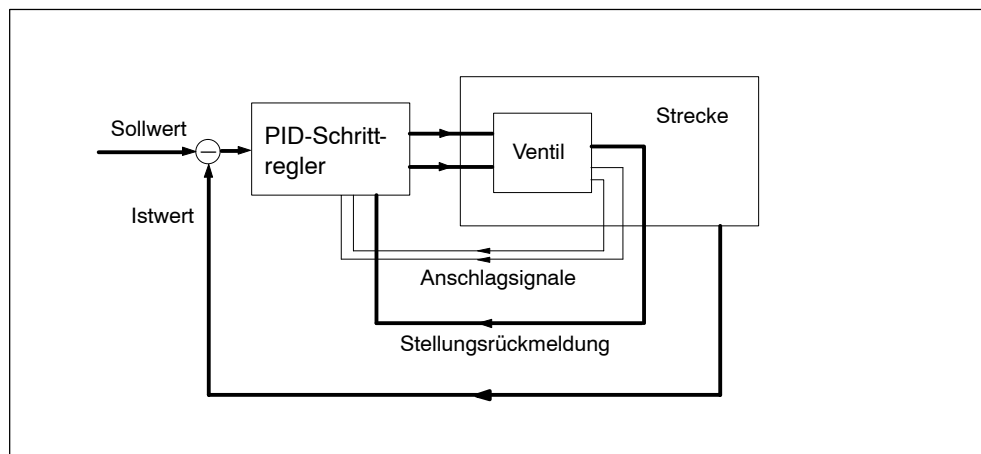 Strecke
PID-Schritt-
regler
Sollwert
Ventil
Istwert
Anschlagsignale
Stellungsrückmeldung